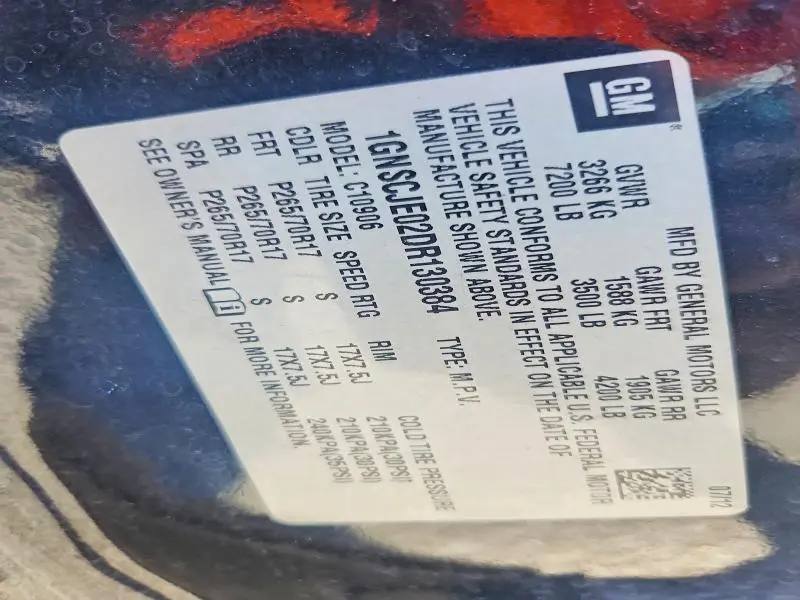 GM
®
MFD BY GENERAL MOTORS LLC
07/12
GVWR GAWR FRT GAWR RR
3266 KG 1588 KG 1905 KG
7200 LB 3500 LB 4200 LB
THIS VEHICLE CONFORMS TO ALL APPLICABLE U.S. FEDERAL MOTOR
VEHICLE SAFETY STANDARDS IN EFFECT ON THE DATE OF
MANUFACTURE SHOWN ABOVE.
1GNSCJE02DR130384 TYPE: M.P.V.
MODEL: C10906
CDLR TIRE SIZE SPEED RTG RIM COLD TIRE PRESSURE
FRT P265/70R17 S 17X7.5J 210KPA(30PSI)
RR P265/70R17 S 17X7.5J 210KPA(30PSI)
SPA P265/70R17 S 17X7.5J 240KPA(35PSI)
SEE OWNER'S MANUAL FOR MORE INFORMATION